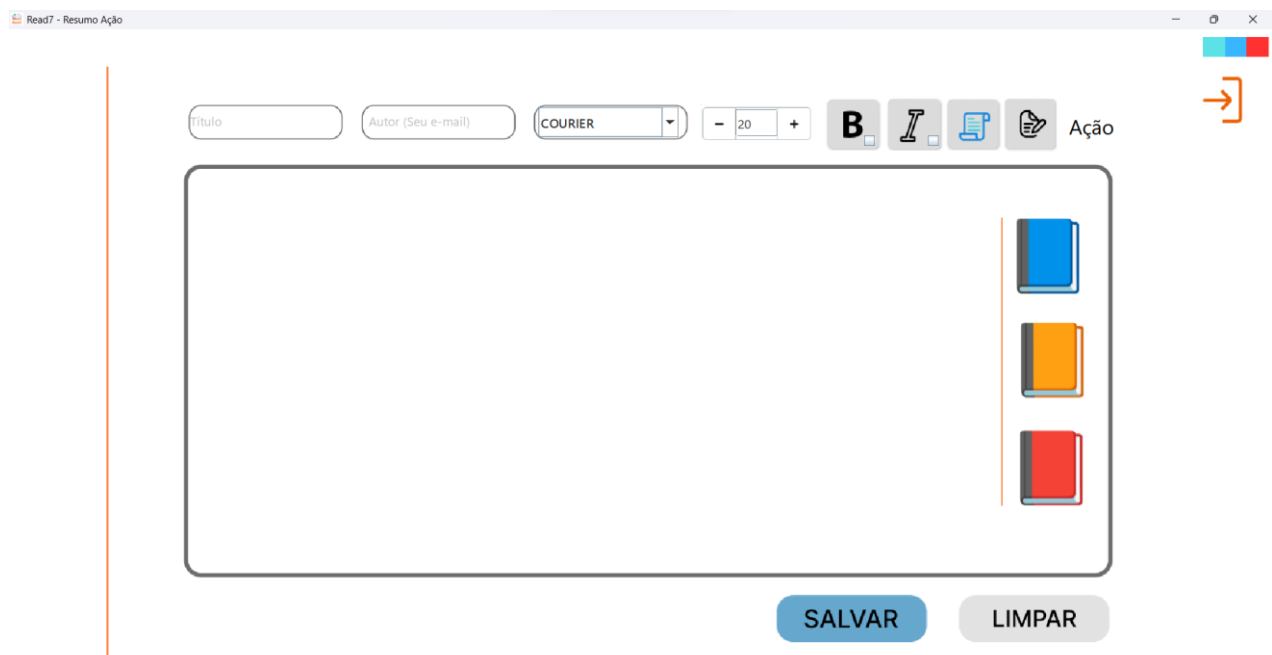 Read7 - Resumo Ação
Título
Autor (Seu e-mail)
COURIER
- 20 +
B
I
Ação
SALVAR
LIMPAR